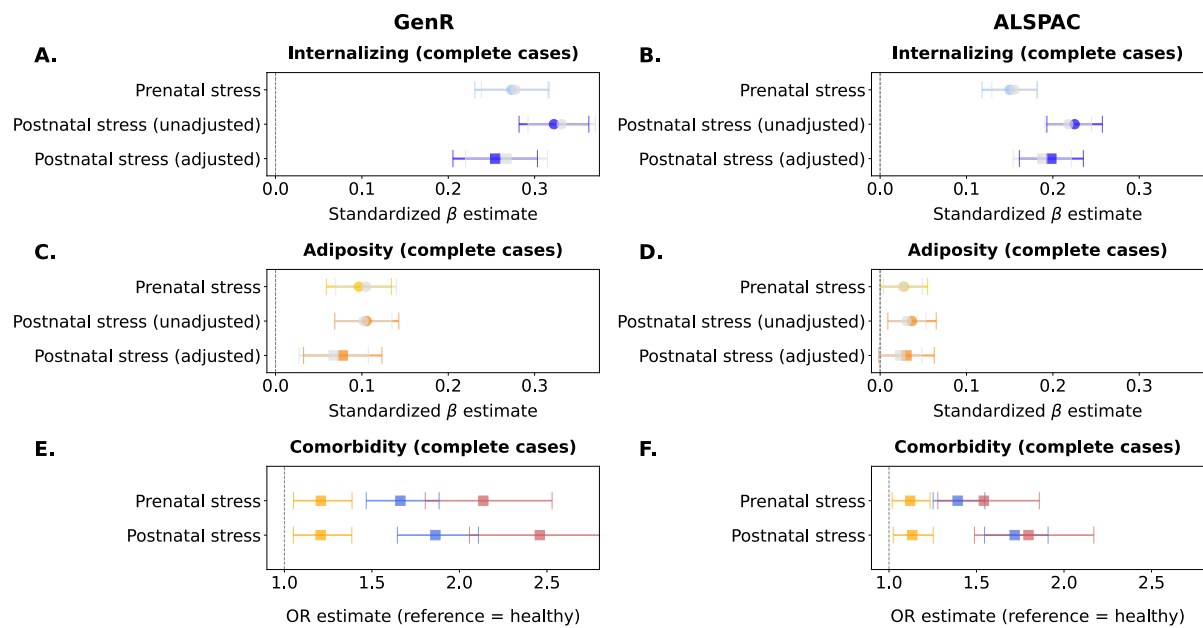 GenR
ALSPAC
A.
Internalizing (complete cases)
Prenatal stress
Postnatal stress (unadjusted)
Postnatal stress (adjusted)
0.0 0.1 0.2 0.3
Standardized β estimate
B.
Internalizing (complete cases)
Prenatal stress
Postnatal stress (unadjusted)
Postnatal stress (adjusted)
0.0 0.1 0.2 0.3
Standardized β estimate
C.
Adiposity (complete cases)
Prenatal stress
Postnatal stress (unadjusted)
Postnatal stress (adjusted)
0.0 0.1 0.2 0.3
Standardized β estimate
D.
Adiposity (complete cases)
Prenatal stress
Postnatal stress (unadjusted)
Postnatal stress (adjusted)
0.0 0.1 0.2 0.3
Standardized β estimate
E.
Comorbidity (complete cases)
Prenatal stress
Postnatal stress
1.0 1.5 2.0 2.5
OR estimate (reference = healthy)
F.
Comorbidity (complete cases)
Prenatal stress
Postnatal stress
1.0 1.5 2.0 2.5
OR estimate (reference = healthy)